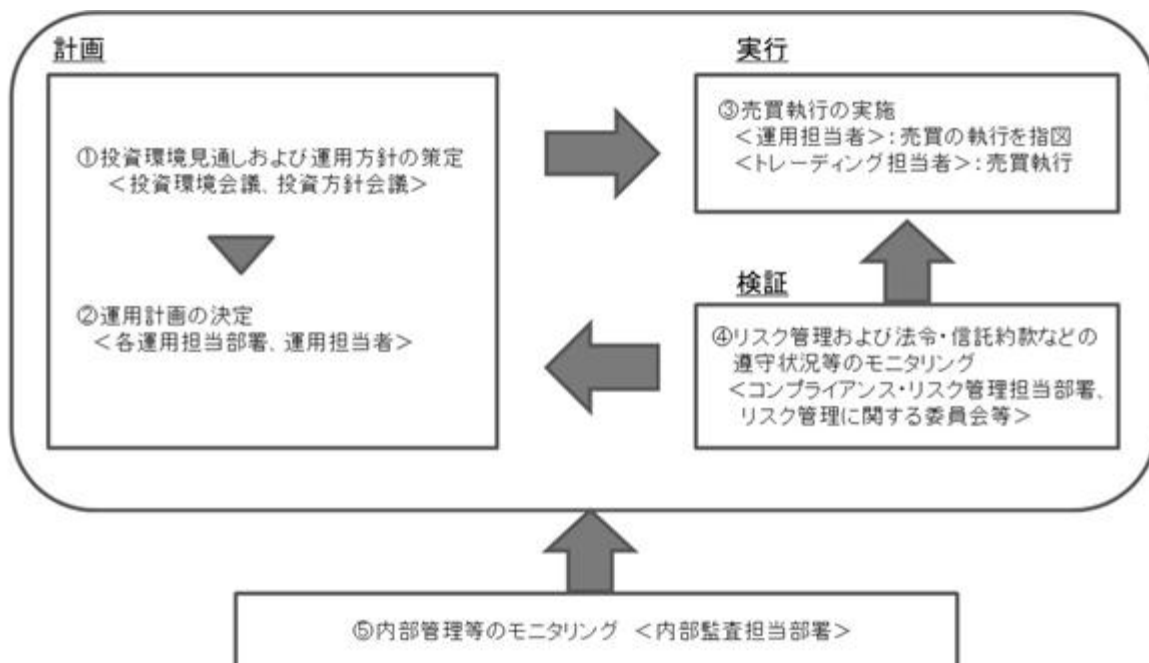 計画
①投資環境見通しおよび運用方針の策定
＜投資環境会議、投資方針会議＞
②運用計画の決定
＜各運用担当部署、運用担当者＞
実行
③売買執行の実施
＜運用担当者＞：売買の執行を指図
＜トレーディング担当者＞：売買執行
検証
④リスク管理および法令・信託約款などの
遵守状況等のモニタリング
＜コンプライアンス・リスク管理担当部署、
リスク管理に関する委員会等＞
⑤内部管理等のモニタリング ＜内部監査担当部署＞